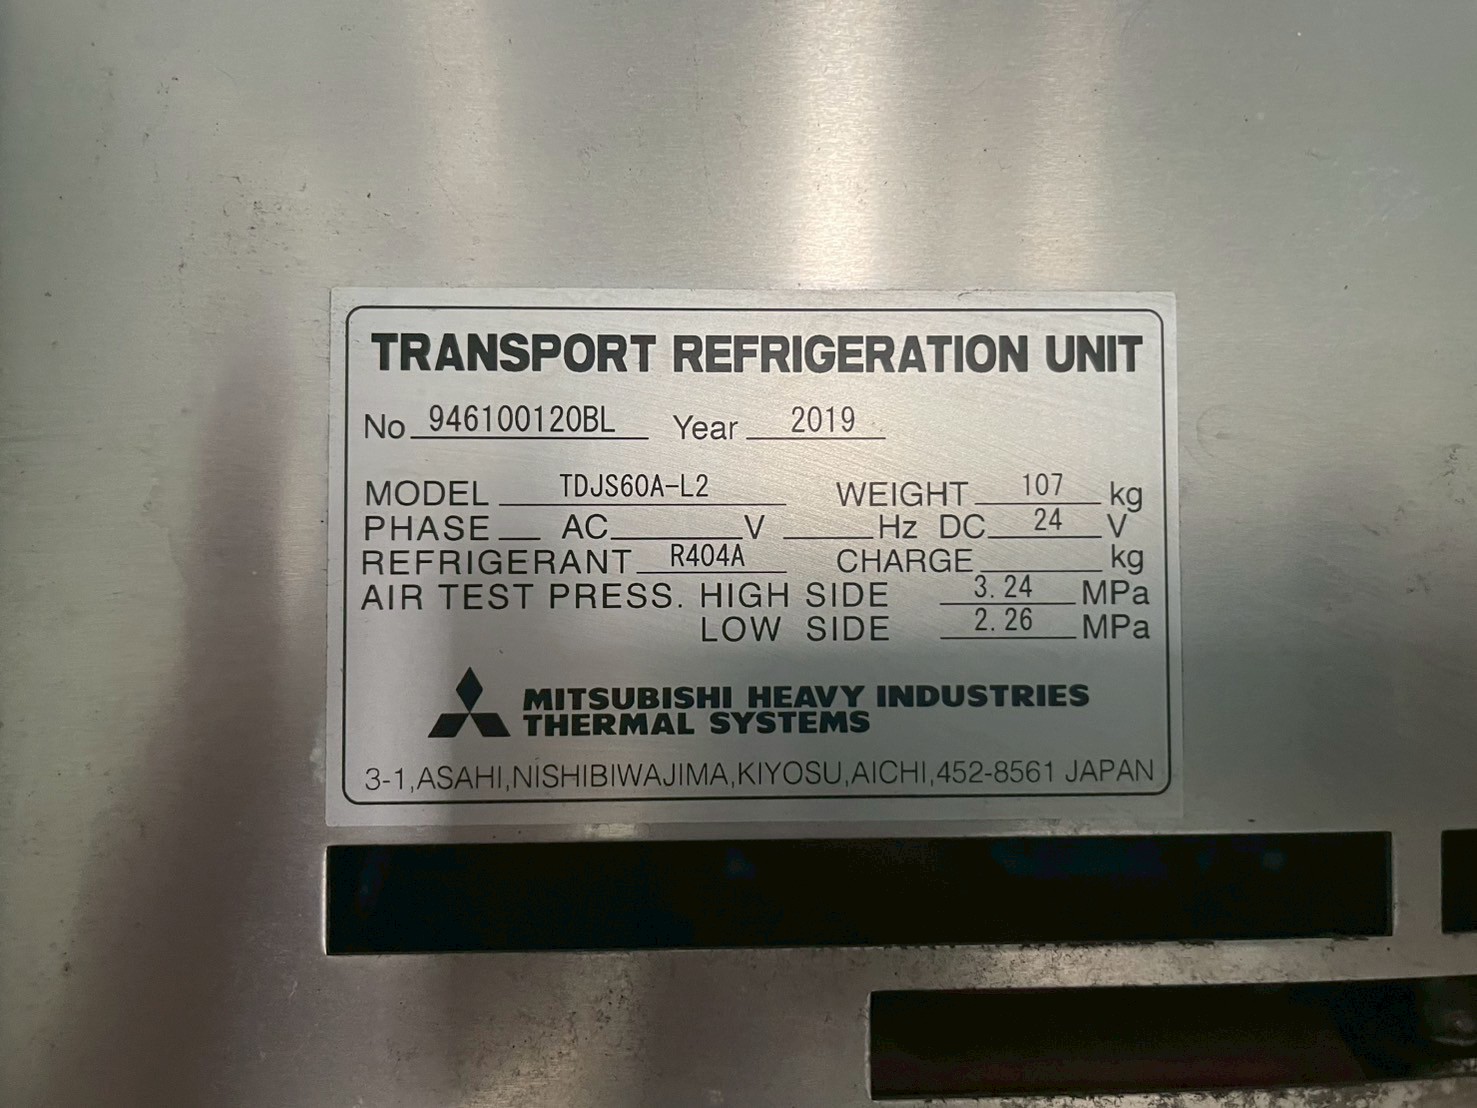 TRANSPORT REFRIGERATION UNIT
No 946100120BL Year 2019
MODEL TDJS60A-L2 WEIGHT 107 kg
PHASE AC V Hz DC 24 V
REFRIGERANT R404A CHARGE kg
AIR TEST PRESS. HIGH SIDE 3.24 MPa
LOW SIDE 2.26 MPa
MITSUBISHI HEAVY INDUSTRIES
THERMAL SYSTEMS
3-1,ASAHI,NISHIBIWAJIMA,KIYOSU,AICHI,452-8561 JAPAN